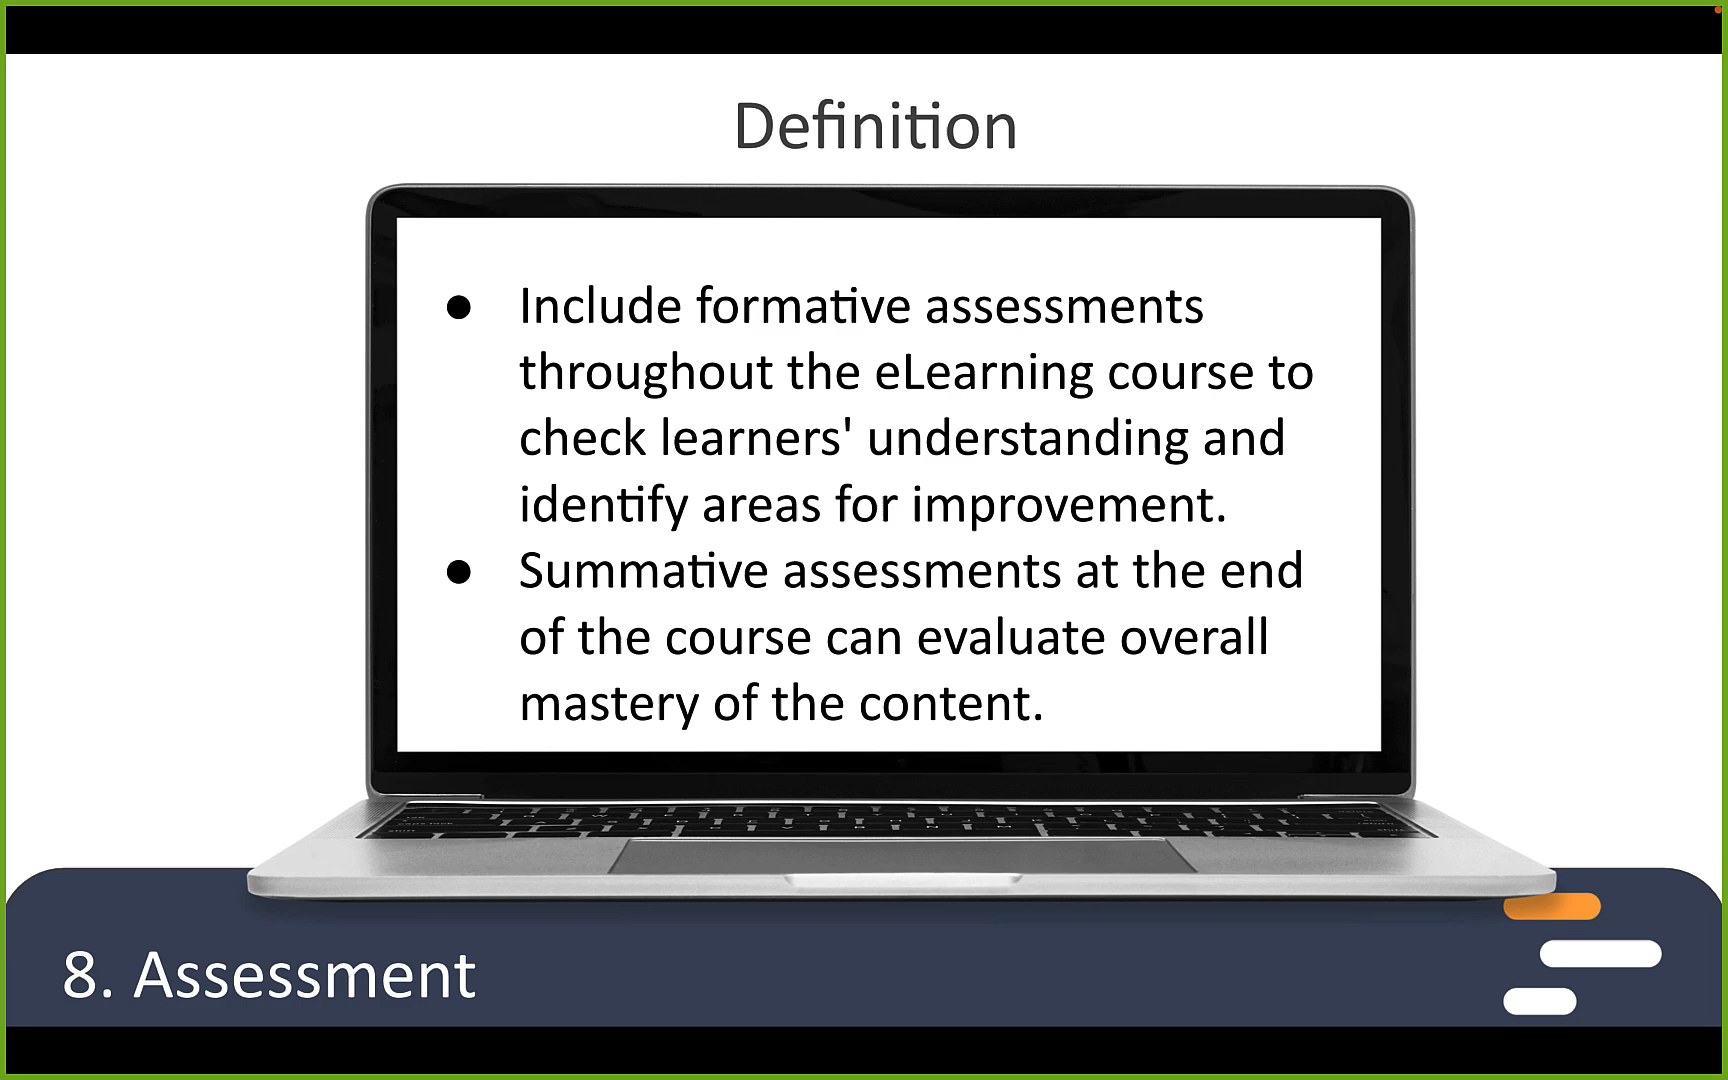 Definition
● Include formative assessments
throughout the eLearning course to
check learners' understanding and
identify areas for improvement.
● Summative assessments at the end
of the course can evaluate overall
mastery of the content.
8. Assessment